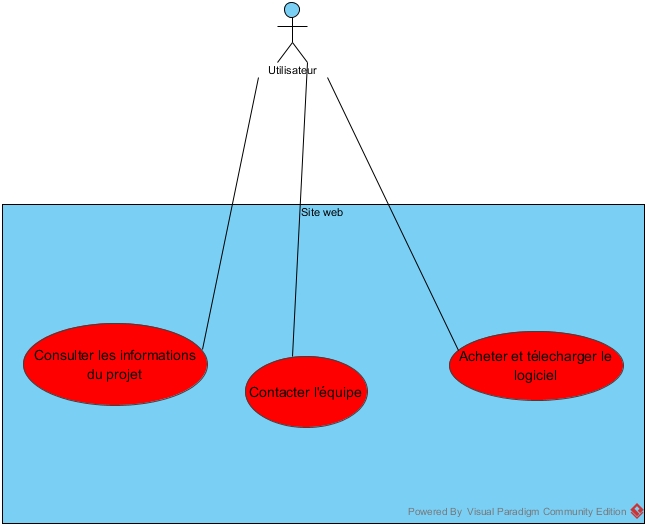 Utilisateur
Site web
Consulter les informations
du projet
Contacter l'équipe
Acheter et télecharger le
logiciel
Powered By Visual Paradigm Community Edition